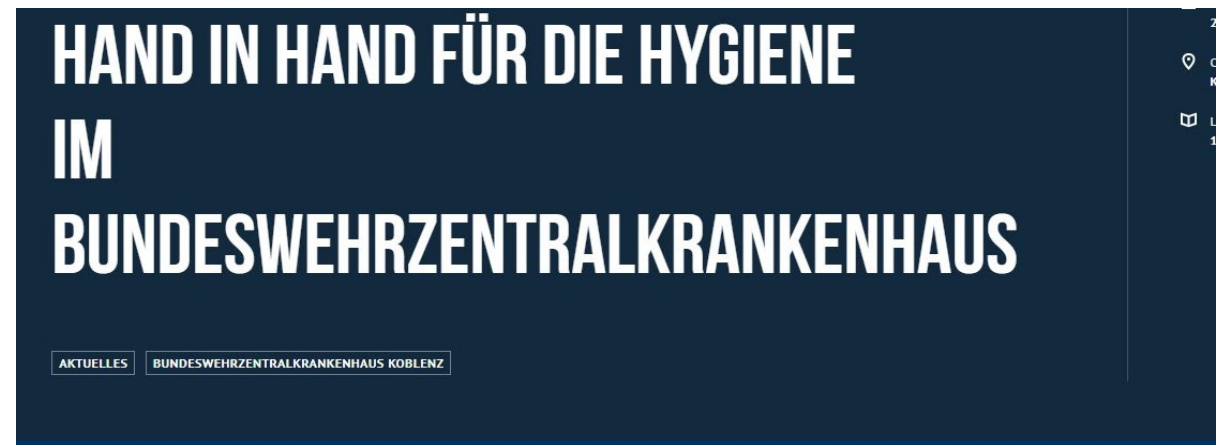 HAND IN HAND FÜR DIE HYGIENE
IM
BUNDESWEHRZENTRALKRANKENHAUS
AKTUELLES
BUNDESWEHRZENTRALKRANKENHAUS KOBLENZ